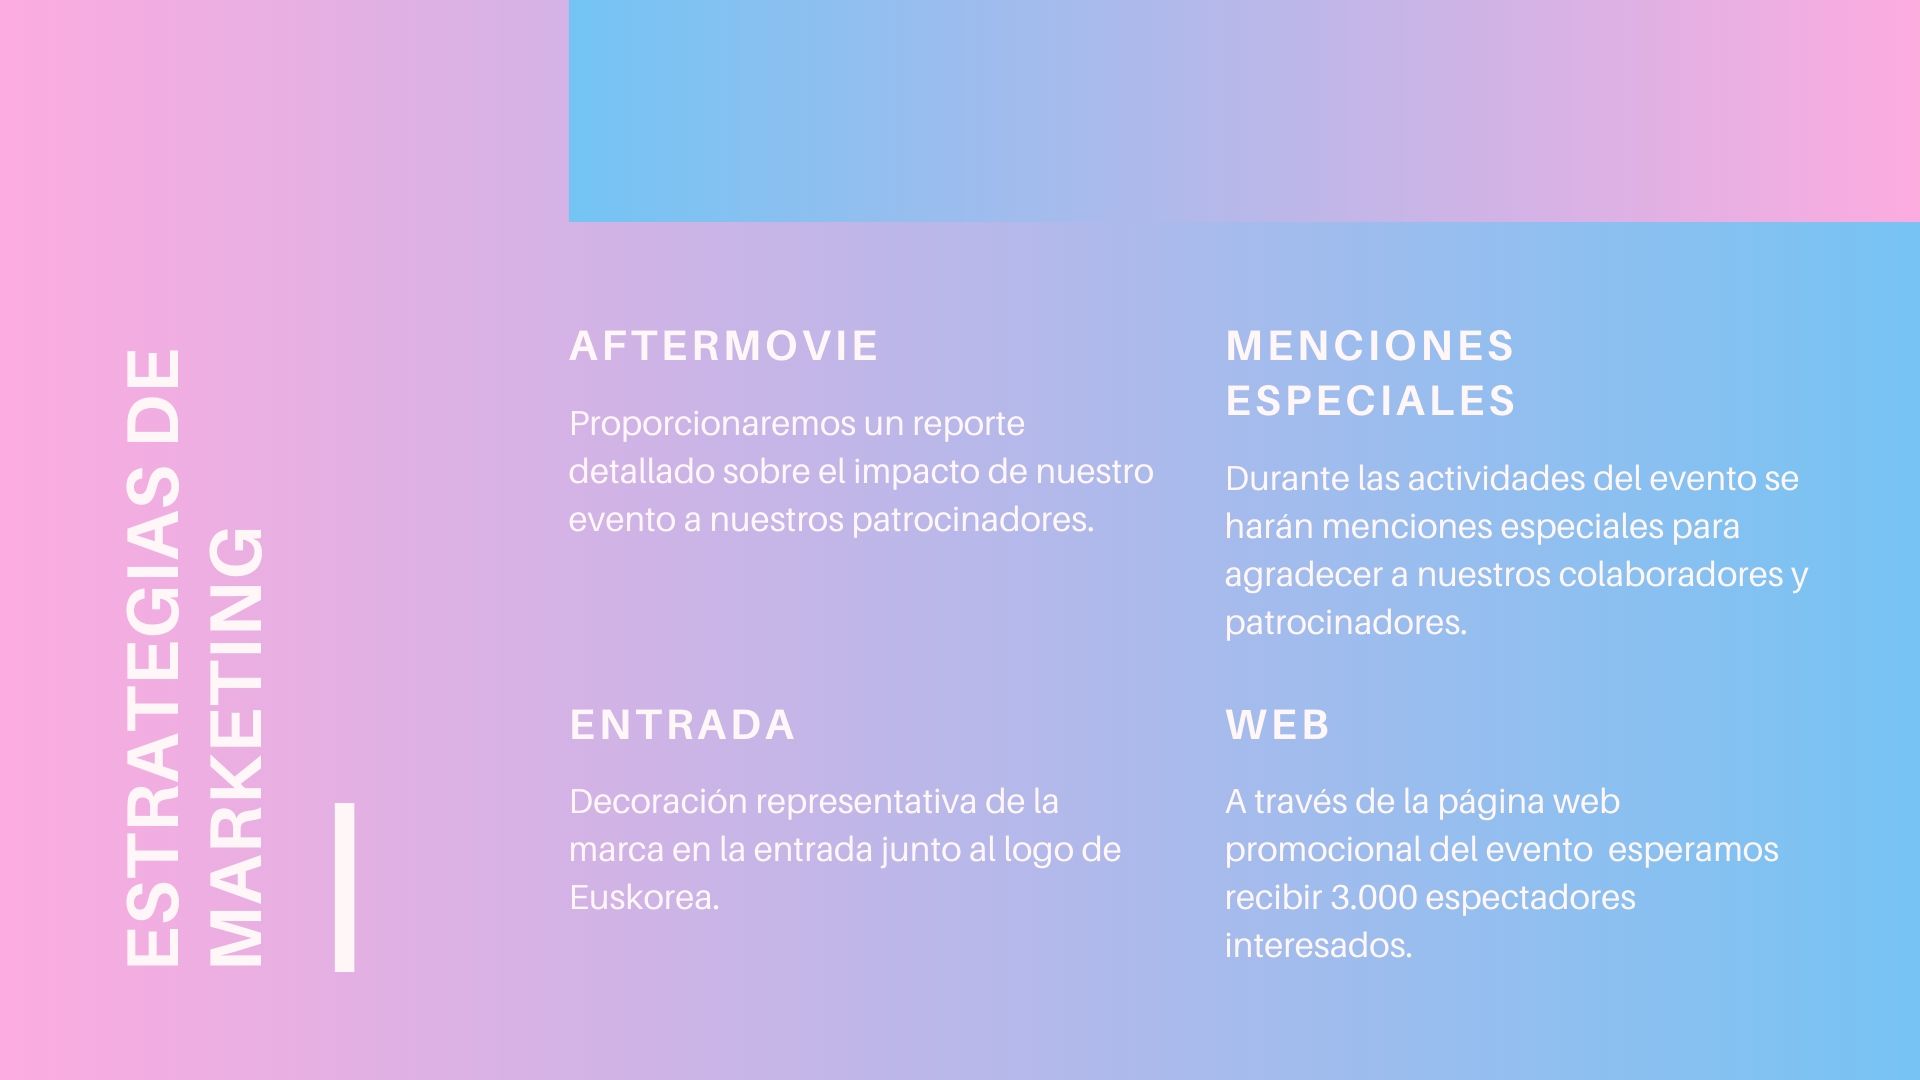 ESTRATEGIAS DE
MARKETING
AFTERMOVIE
Proporcionaremos un reporte
detallado sobre el impacto de nuestro
evento a nuestros patrocinadores.
MENCIONES
ESPECIALES
Durante las actividades del evento se
harán menciones especiales para
agradecer a nuestros colaboradores y
patrocinadores.
ENTRADA
Decoración representativa de la
marca en la entrada junto al logo de
Euskorea.
WEB
A través de la página web
promocional del evento  esperamos
recibir 3.000 espectadores
interesados.